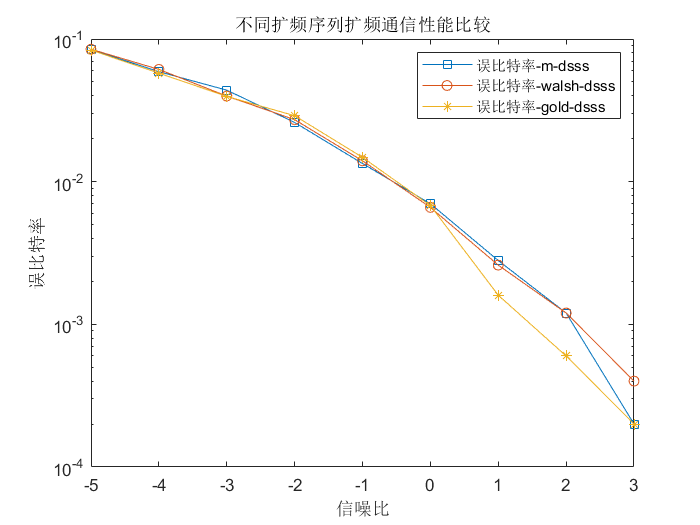 不同扩频序列扩频通信性能比较
误比特率-m-dsss
误比特率-walsh-dsss
误比特率-gold-dsss
10^-1
10^-2
10^-3
10^-4
误比特率
-5 -4 -3 -2 -1 0 1 2 3
信噪比